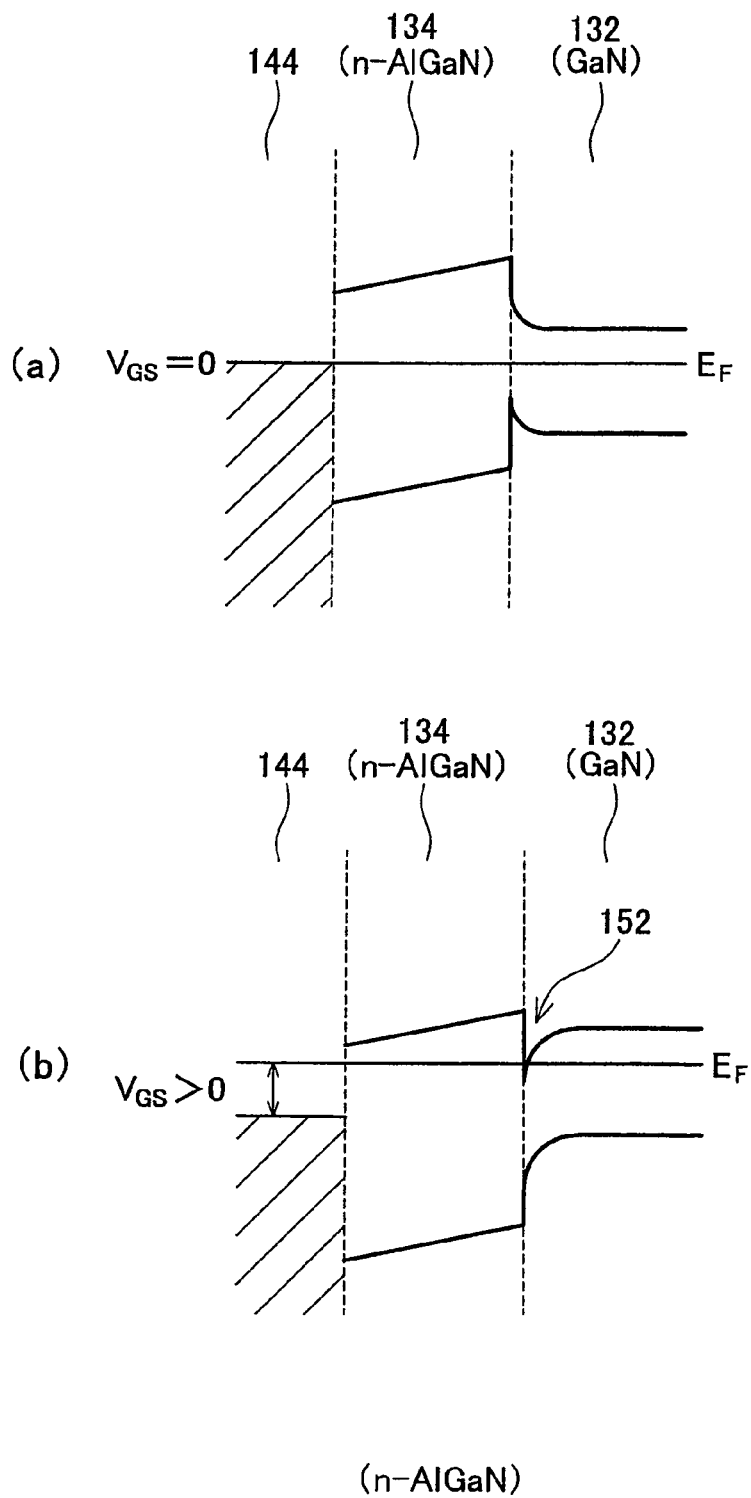 134
132
144
(n-AlGaN)
(GaN)
(a)
V_GS=0
E_F
134
132
144
(n-AlGaN)
(GaN)
152
(b)
V_GS>0
E_F
(n-AlGaN)